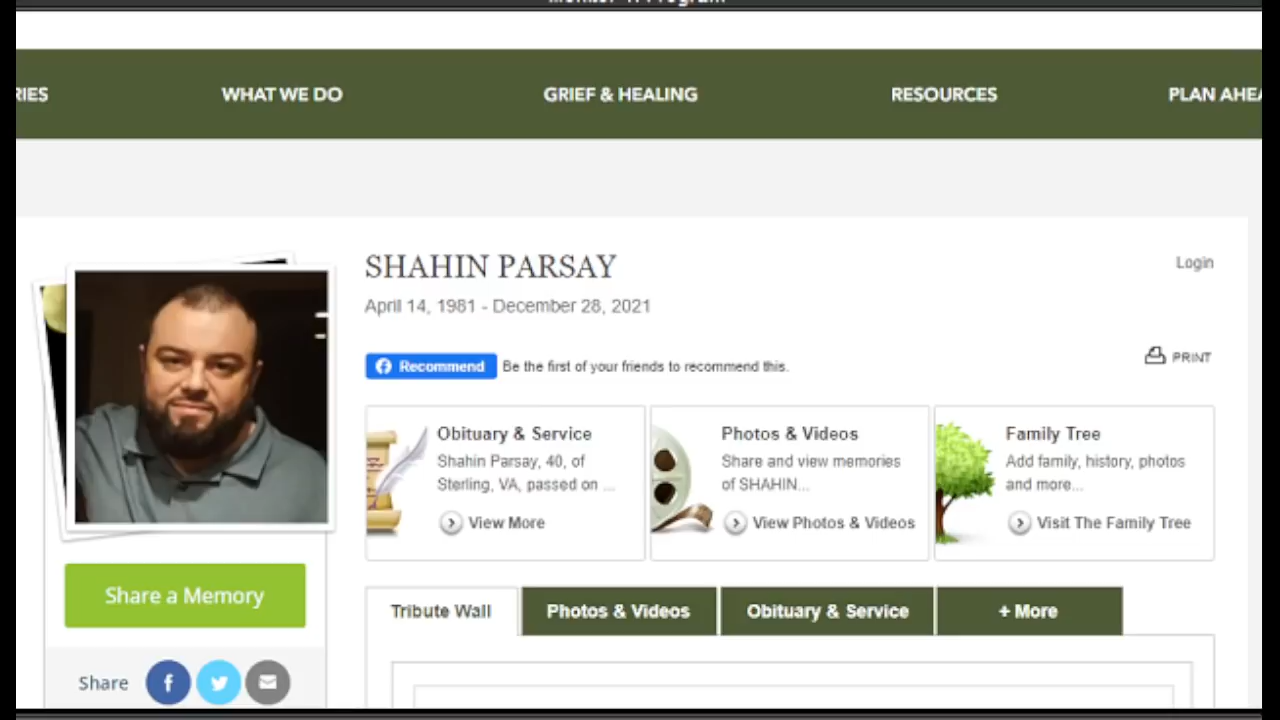 WHAT WE DO
GRIEF & HEALING
RESOURCES
SHAHIN PARSAY
Login
April 14, 1981 - December 28, 2021
Recommend
Be the first of your friends to recommend this.
PRINT
Obituary & Service
Shahin Parsay, 40, of
Sterling, VA, passed on ...
View More
Photos & Videos
Share and view memories
of SHAHIN...
View Photos & Videos
Family Tree
Add family, history, photos
and more...
Visit The Family Tree
Share a Memory
Tribute Wall
Photos & Videos
Obituary & Service
+ More
Share